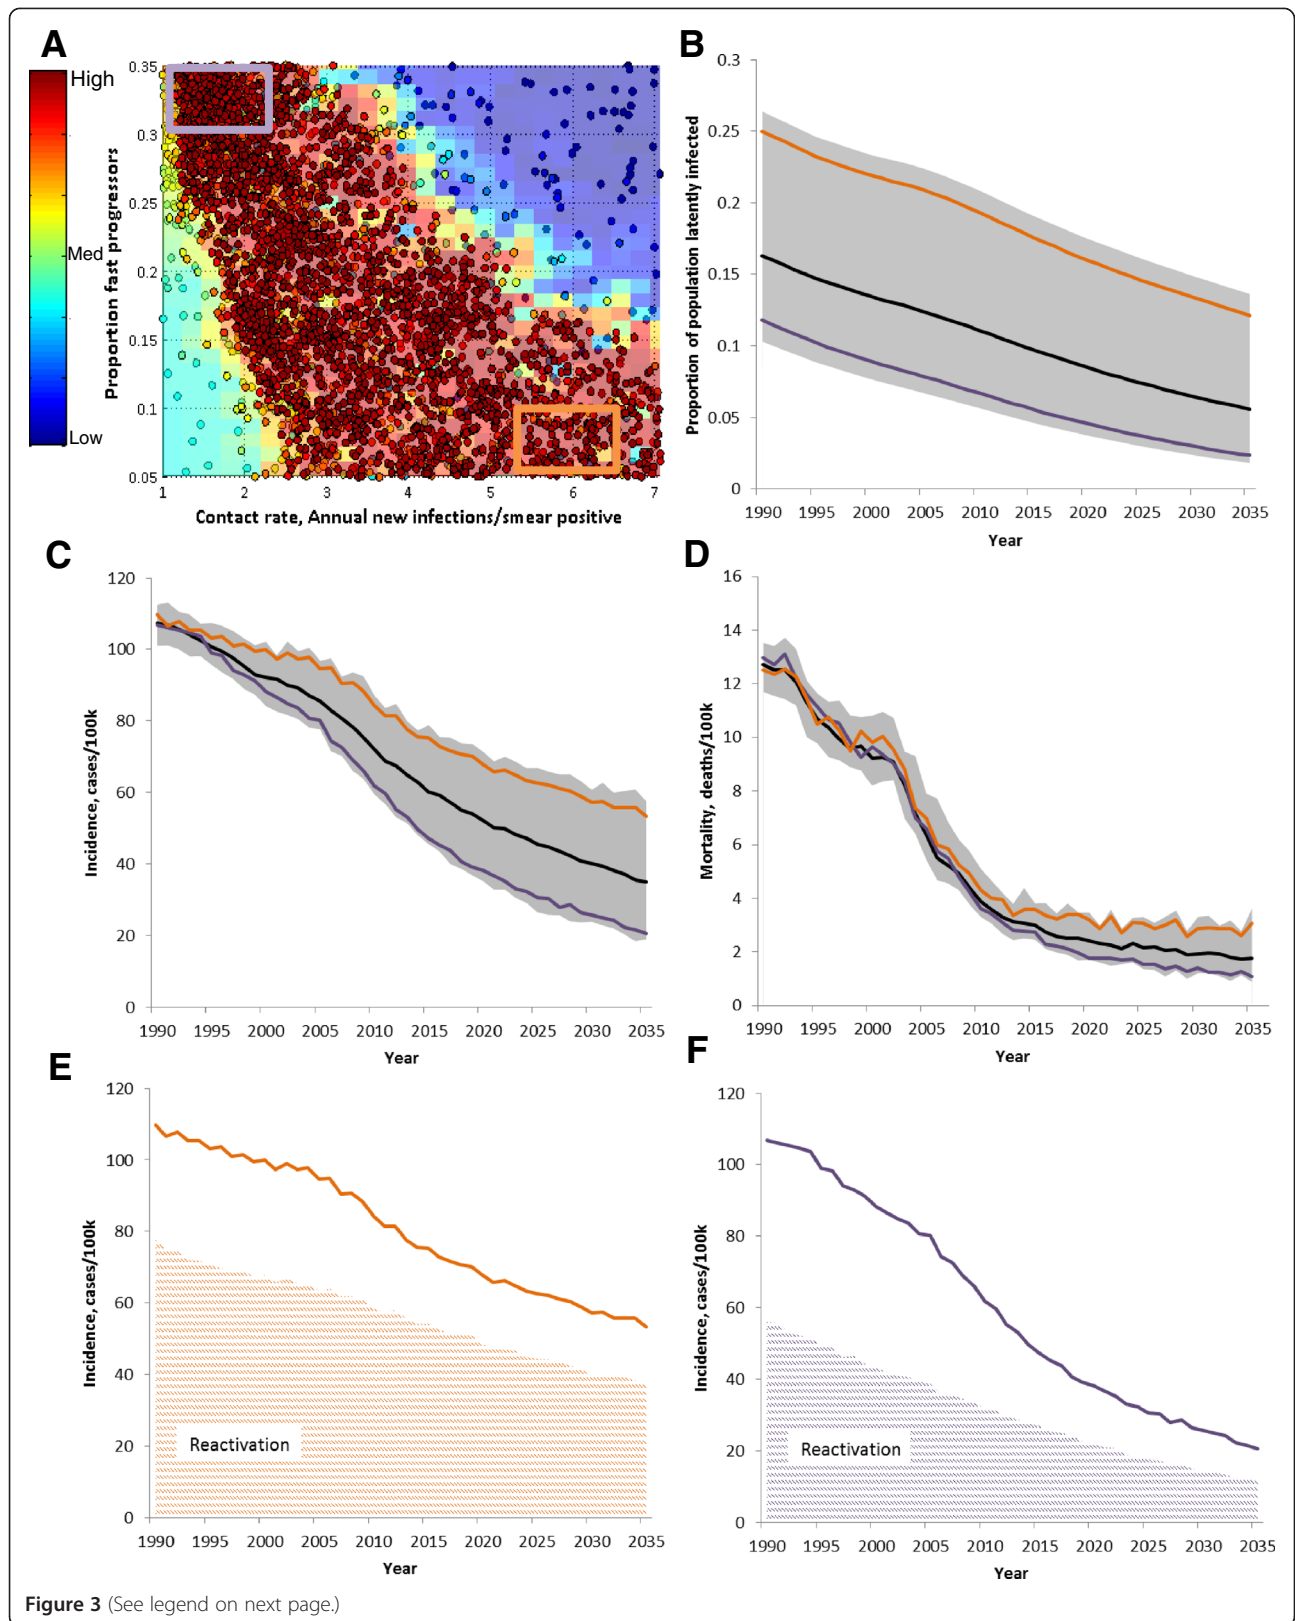 A
High
Med
Low
Proportion fast progressors
0.35
0.3
0.25
0.2
0.15
0.1
0.05
1 2 3 4 5 6 7
Contact rate, Annual new infections/smear positive
B
Proportion of population latently infected
0.3
0.25
0.2
0.15
0.1
0.05
0
1990 1995 2000 2005 2010 2015 2020 2025 2030 2035
Year
C
Incidence, cases/100k
120
100
80
60
40
20
0
1990 1995 2000 2005 2010 2015 2020 2025 2030 2035
Year
D
Mortality, deaths/100k
16
14
12
10
8
6
4
2
0
1990 1995 2000 2005 2010 2015 2020 2025 2030 2035
Year
E
Incidence, cases/100k
120
100
80
60
40
20
0
Reactivation
1990 1995 2000 2005 2010 2015 2020 2025 2030 2035
Year
F
Incidence, cases/100k
120
100
80
60
40
20
0
Reactivation
1990 1995 2000 2005 2010 2015 2020 2025 2030 2035
Year
Figure 3 (See legend on next page.)